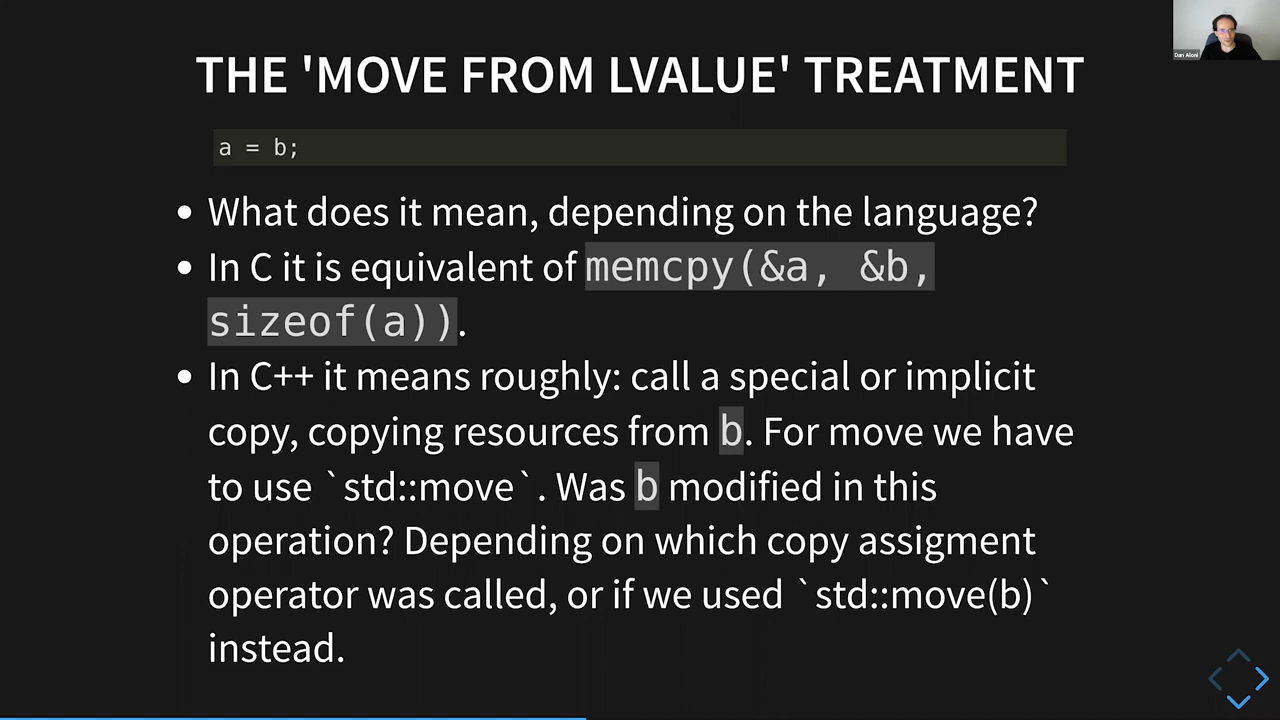 THE 'MOVE FROM LVALUE' TREATMENT
a = b;
• What does it mean, depending on the language?
• In C it is equivalent of memcpy(&a, &b,
sizeof(a)).
• In C++ it means roughly: call a special or implicit
copy, copying resources from b. For move we have
to use `std::move`. Was b modified in this
operation? Depending on which copy assigment
operator was called, or if we used `std::move(b)`
instead.
Dan Aloni